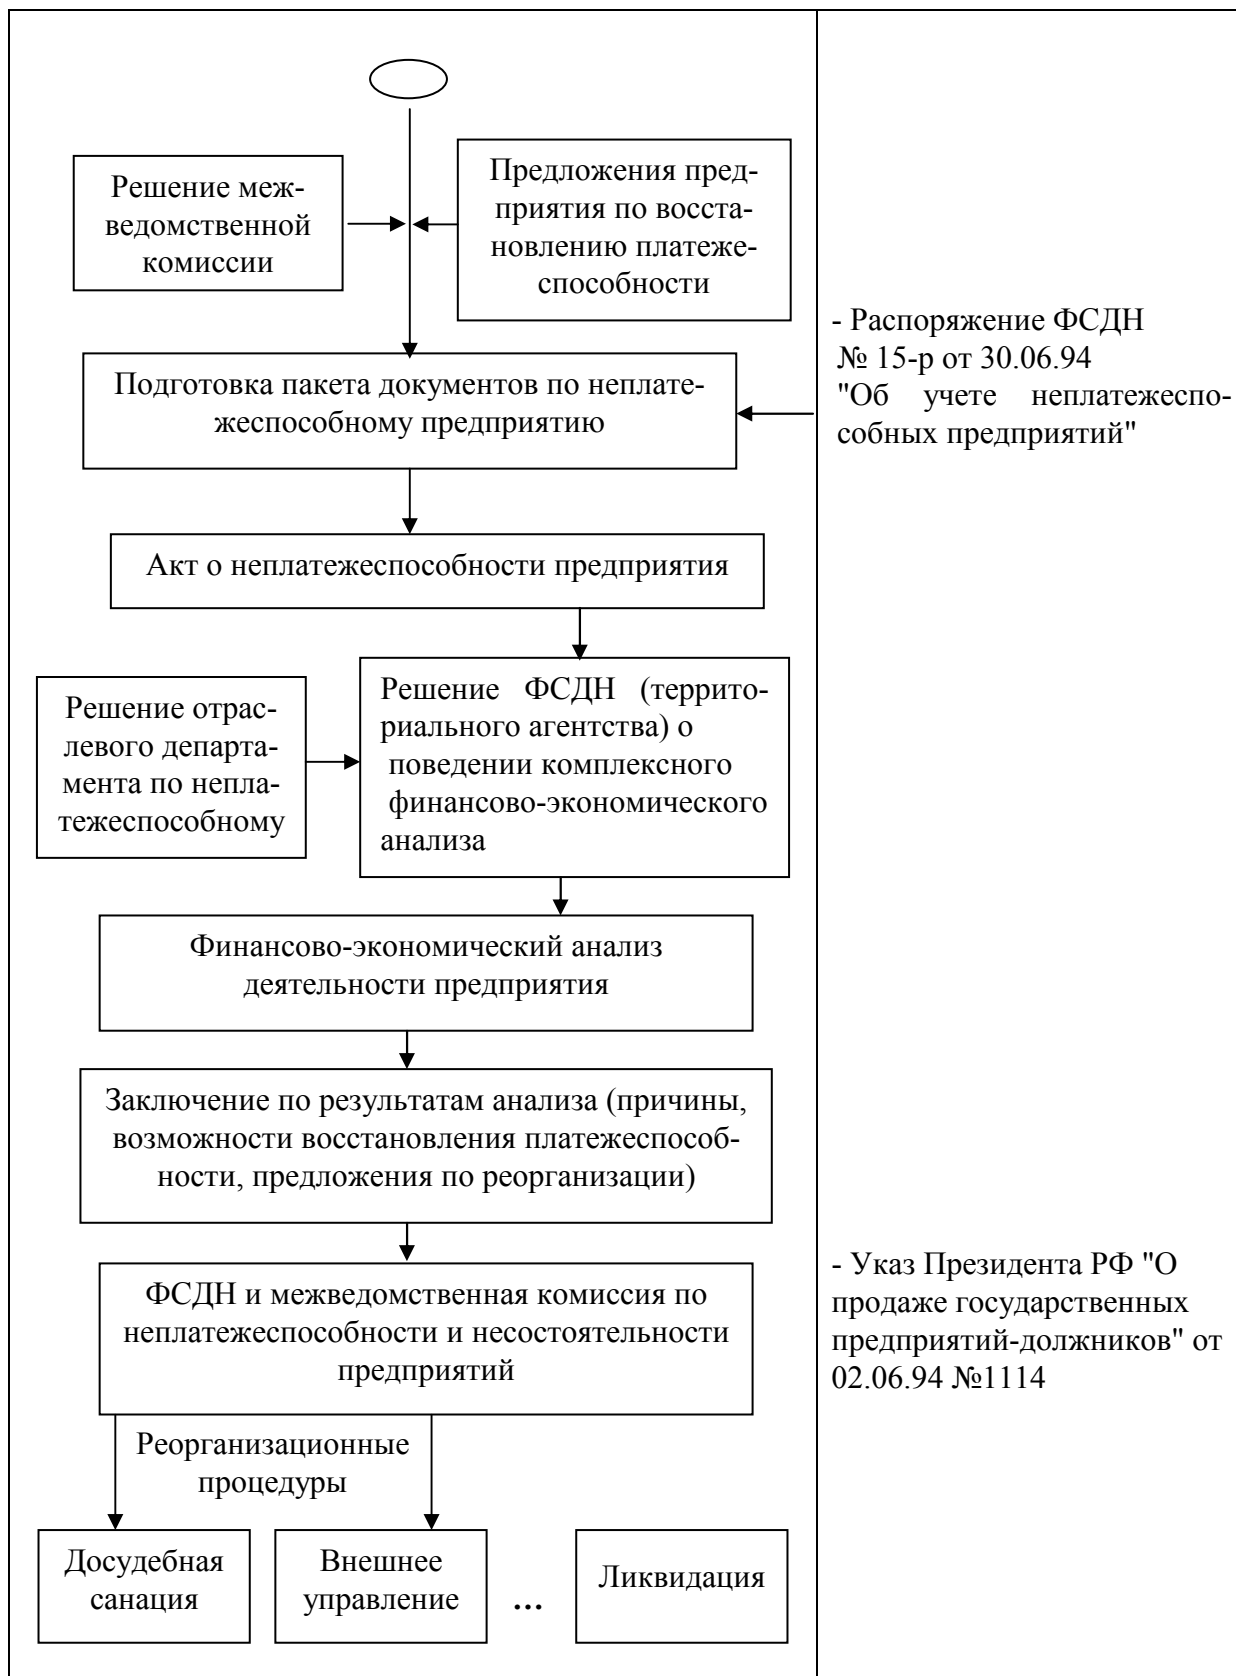 Решение меж-
ведомственной
комиссии
Предложения пред-
приятия по восста-
новлению платеже-
способности
Подготовка пакета документов по неплате-
жеспособному предприятию
Акт о неплатежеспособности предприятия
Решение отрас-
левого департа-
мента по непла-
тежеспособному
Решение ФСДН (террито-
риального агентства) о
поведении комплексного
финансово-экономического
анализа
Финансово-экономический анализ
деятельности предприятия
Заключение по результатам анализа (причины,
возможности восстановления платежеспособ-
ности, предложения по реорганизации)
ФСДН и межведомственная комиссия по
неплатежеспособности и несостоятельности
предприятий
Реорганизационные
процедуры
Досудебная
санация
Внешнее
управление
...
Ликвидация
- Распоряжение ФСДН
№ 15-р от 30.06.94
"Об учете неплатежеспо-
собных предприятий"
- Указ Президента РФ "О
продаже государственных
предприятий-должников" от
02.06.94 №1114